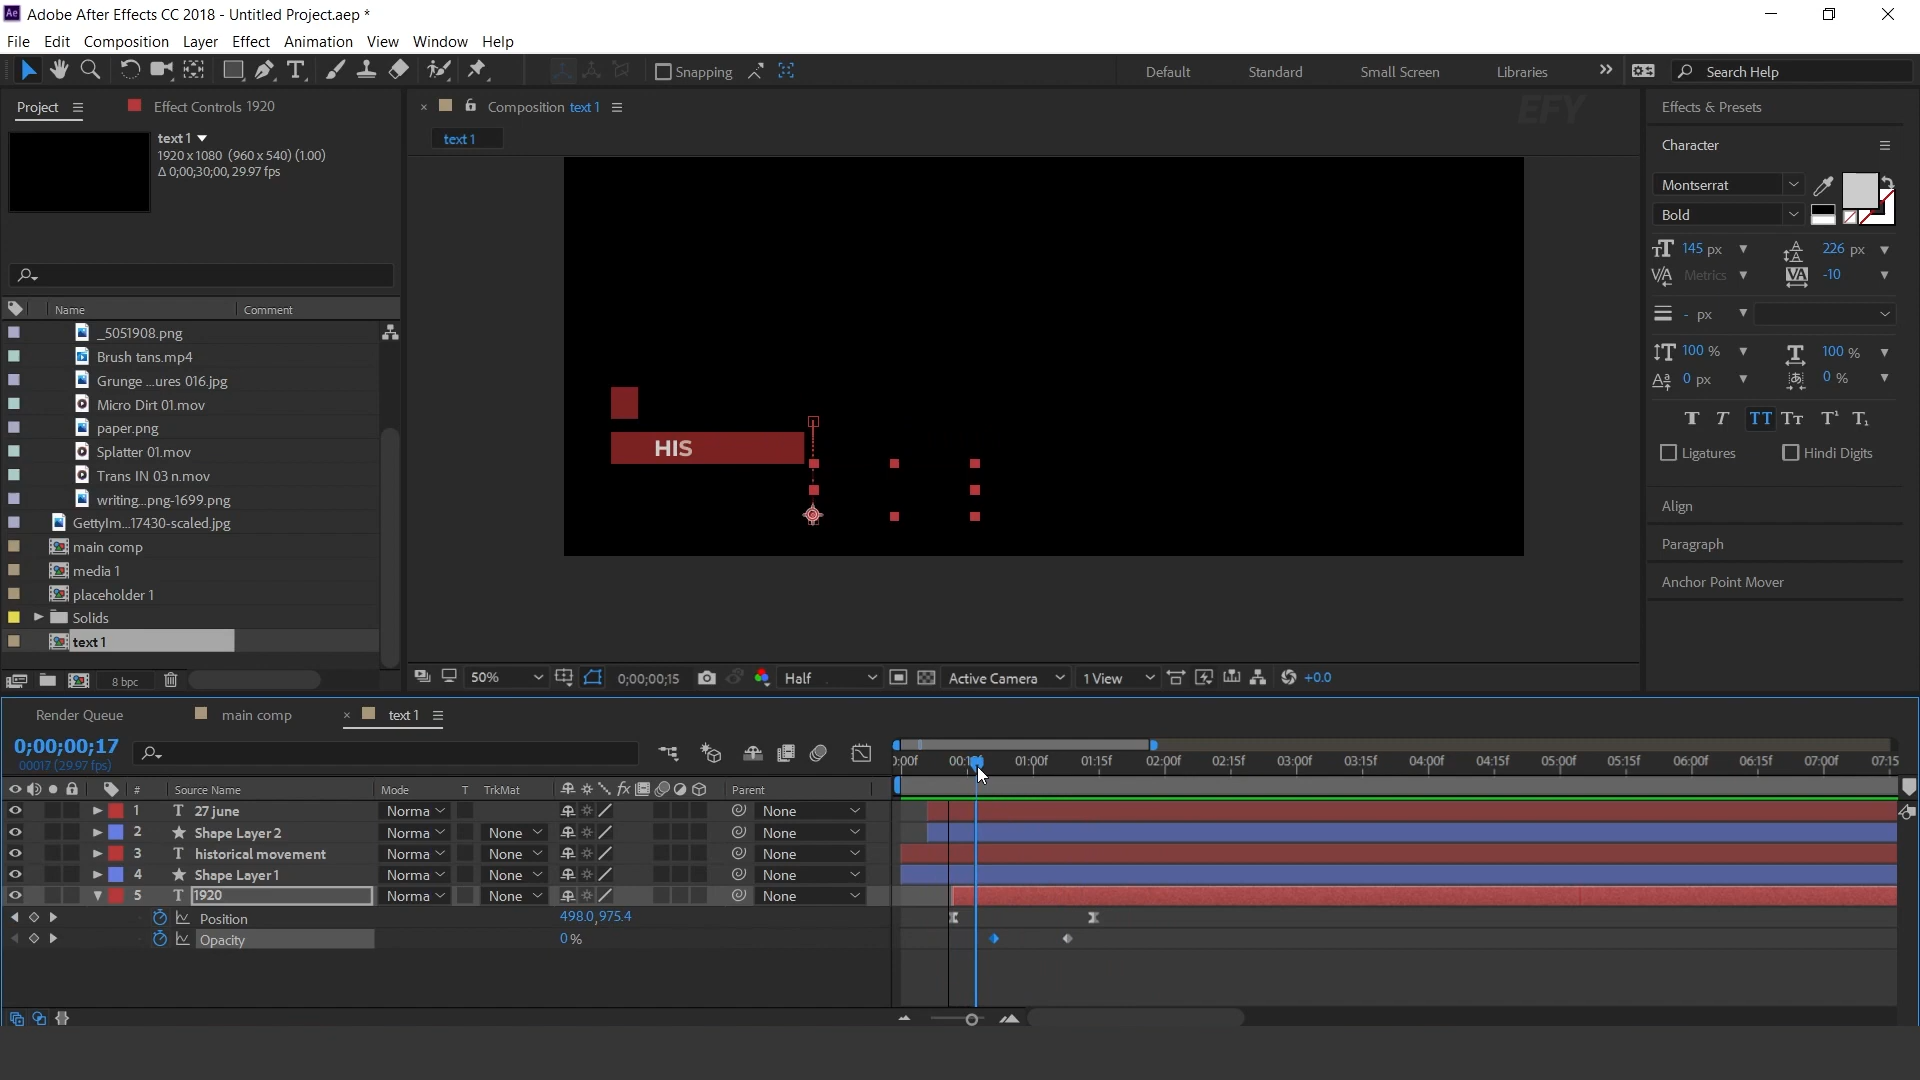 Ae Adobe After Effects CC 2018 - Untitled Project.aep *
File Edit Composition Layer Effect Animation View Window Help
Snapping Default Standard Small Screen Libraries Search Help
Project Effect Controls 1920
text 1
1920 x 1080 (960 x 540) (1.00)
Δ 0;00;30;00, 29.97 fps
Name Comment
_5051908.png
Brush tans.mp4
Grunge ...ures 016.jpg
Micro Dirt 01.mov
paper.png
Splatter 01.mov
Trans IN 03 n.mov
writing...png-1699.png
GettyIm...17430-scaled.jpg
main comp
media 1
placeholder 1
Solids
text 1
8 bpc
Composition text 1
EFY
text 1
HIS
50% 0;00;00;15 Half Active Camera 1 View +0.0
Effects & Presets
Character
Montserrat
Bold
145 px 226 px
Metrics -10
- px
100 % 100 %
0 px 0 %
Ligatures Hindi Digits
Align
Paragraph
Anchor Point Mover
Render Queue main comp text 1
0;00;00;17
00017 (29.97 fps)
01:00f 01:15f 02:00f 02:15f 03:00f 03:15f 04:00f 04:15f 05:00f 05:15f 06:00f 06:15f 07:00f 07:15
# Source Name Mode T TrkMat fx Parent
1 T 27 june Norma None
2 Shape Layer 2 Norma None None
3 T historical movement Norma None None
4 Shape Layer 1 Norma None None
5 T 1920 Norma None None
Position 498.0,975.4
Opacity 0 %